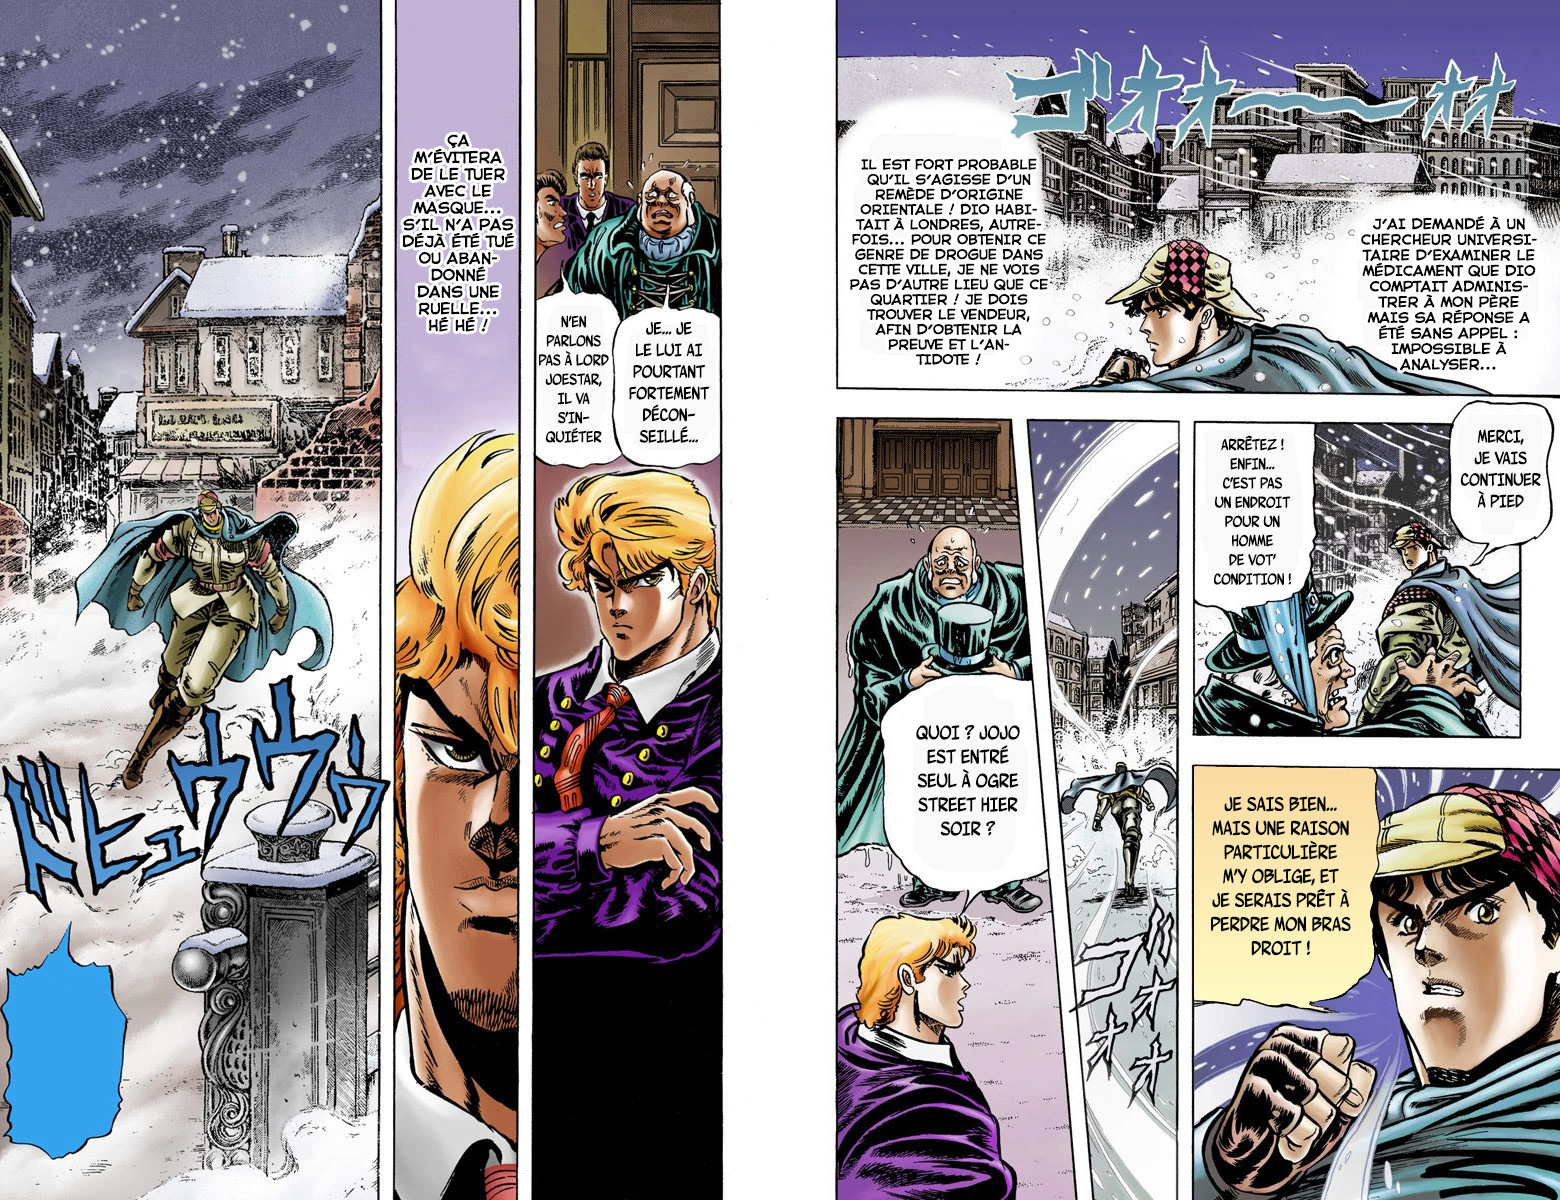 ゴオオーーオオ
J'AI DEMANDÉ À UN
CHERCHEUR UNIVERSI-
TAIRE D'EXAMINER LE
MÉDICAMENT QUE DIO
COMPTAIT ADMINIS-
TRER À MON PÈRE
MAIS SA RÉPONSE A
ÉTÉ SANS APPEL :
IMPOSSIBLE À
ANALYSER...
IL EST FORT PROBABLE
QU'IL S'AGISSE D'UN
REMÈDE D'ORIGINE
ORIENTALE ! DIO HABI-
TAIT À LONDRES, AUTRE-
FOIS... POUR OBTENIR CE
GENRE DE DROGUE DANS
CETTE VILLE, JE NE VOIS
PAS D'AUTRE LIEU QUE CE
QUARTIER ! JE DOIS
TROUVER LE VENDEUR,
AFIN D'OBTENIR LA
PREUVE ET L'AN-
TIDOTE !
MERCI,
JE VAIS
CONTINUER
À PIED
ARRÊTEZ !
ENFIN...
C'EST PAS
UN ENDROIT
POUR UN
HOMME
DE VOT'
CONDITION !
JE SAIS BIEN...
MAIS UNE RAISON
PARTICULIÈRE
M'Y OBLIGE, ET
JE SERAIS PRÊT À
PERDRE MON BRAS
DROIT !
ゴオオオオ
QUOI ? JOJO
EST ENTRÉ
SEUL À OGRE
STREET HIER
SOIR ?
JE... JE
LE LUI AI
POURTANT
FORTEMENT
DÉCON-
SEILLÉ...
N'EN
PARLONS
PAS À LORD
JOESTAR,
IL VA
S'IN-
QUIÉTER
ÇA
M'ÉVITERA
DE LE TUER
AVEC LE
MASQUE...
S'IL N'A PAS
DÉJÀ ÉTÉ TUÉ
OU ABAN-
DONNÉ
DANS UNE
RUELLE...
HÉ HÉ !
ドヒュウウウ